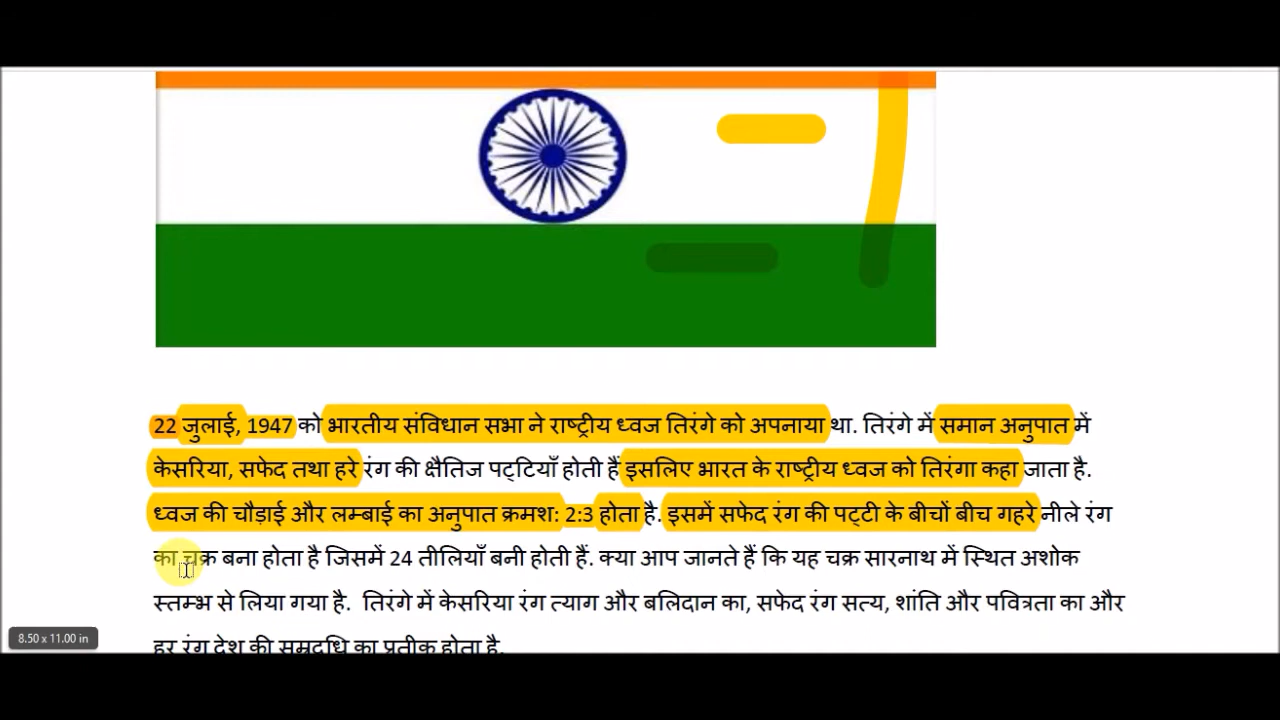 22 जुलाई, 1947 को भारतीय संविधान सभा ने राष्ट्रीय ध्वज तिरंगे को अपनाया था. तिरंगे में समान अनुपात में
केसरिया, सफेद तथा हरे रंग की क्षैतिज पट्टियाँ होती हैं इसलिए भारत के राष्ट्रीय ध्वज को तिरंगा कहा जाता है.
ध्वज की चौड़ाई और लम्बाई का अनुपात क्रमश: 2:3 होता है. इसमें सफेद रंग की पट्टी के बीचों बीच गहरे नीले रंग
का चक्र बना होता है जिसमें 24 तीलियाँ बनी होती हैं. क्या आप जानते हैं कि यह चक्र सारनाथ में स्थित अशोक
स्तम्भ से लिया गया है. तिरंगे में केसरिया रंग त्याग और बलिदान का, सफेद रंग सत्य, शांति और पवित्रता का और
हर रंग देश की समृद्धि का प्रतीक होता है.
8.50 x 11.00 in